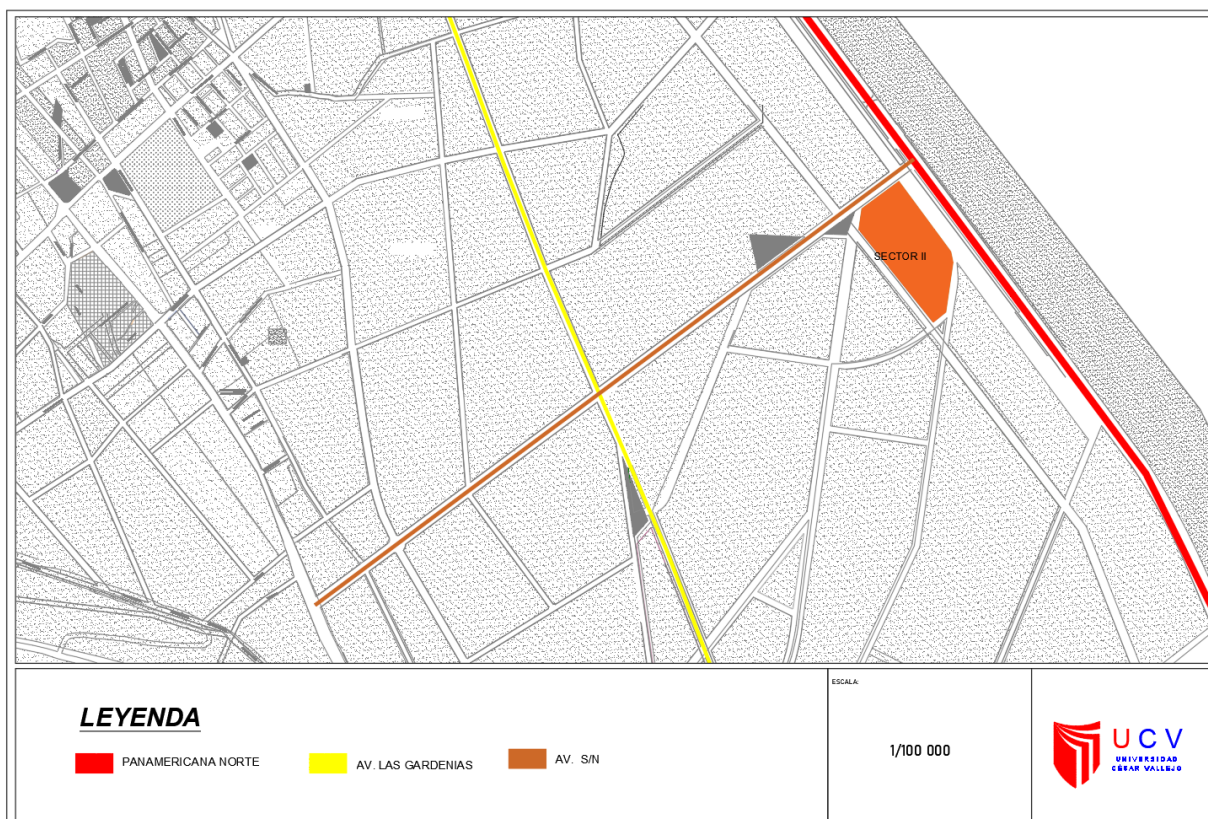 SECTOR II
LEYENDA
PANAMERICANA NORTE
AV. LAS GARDENIAS
AV. S/N
ESCALA:
1/100 000
UCV
UNIVERSIDAD
CÉSAR VALLEJO